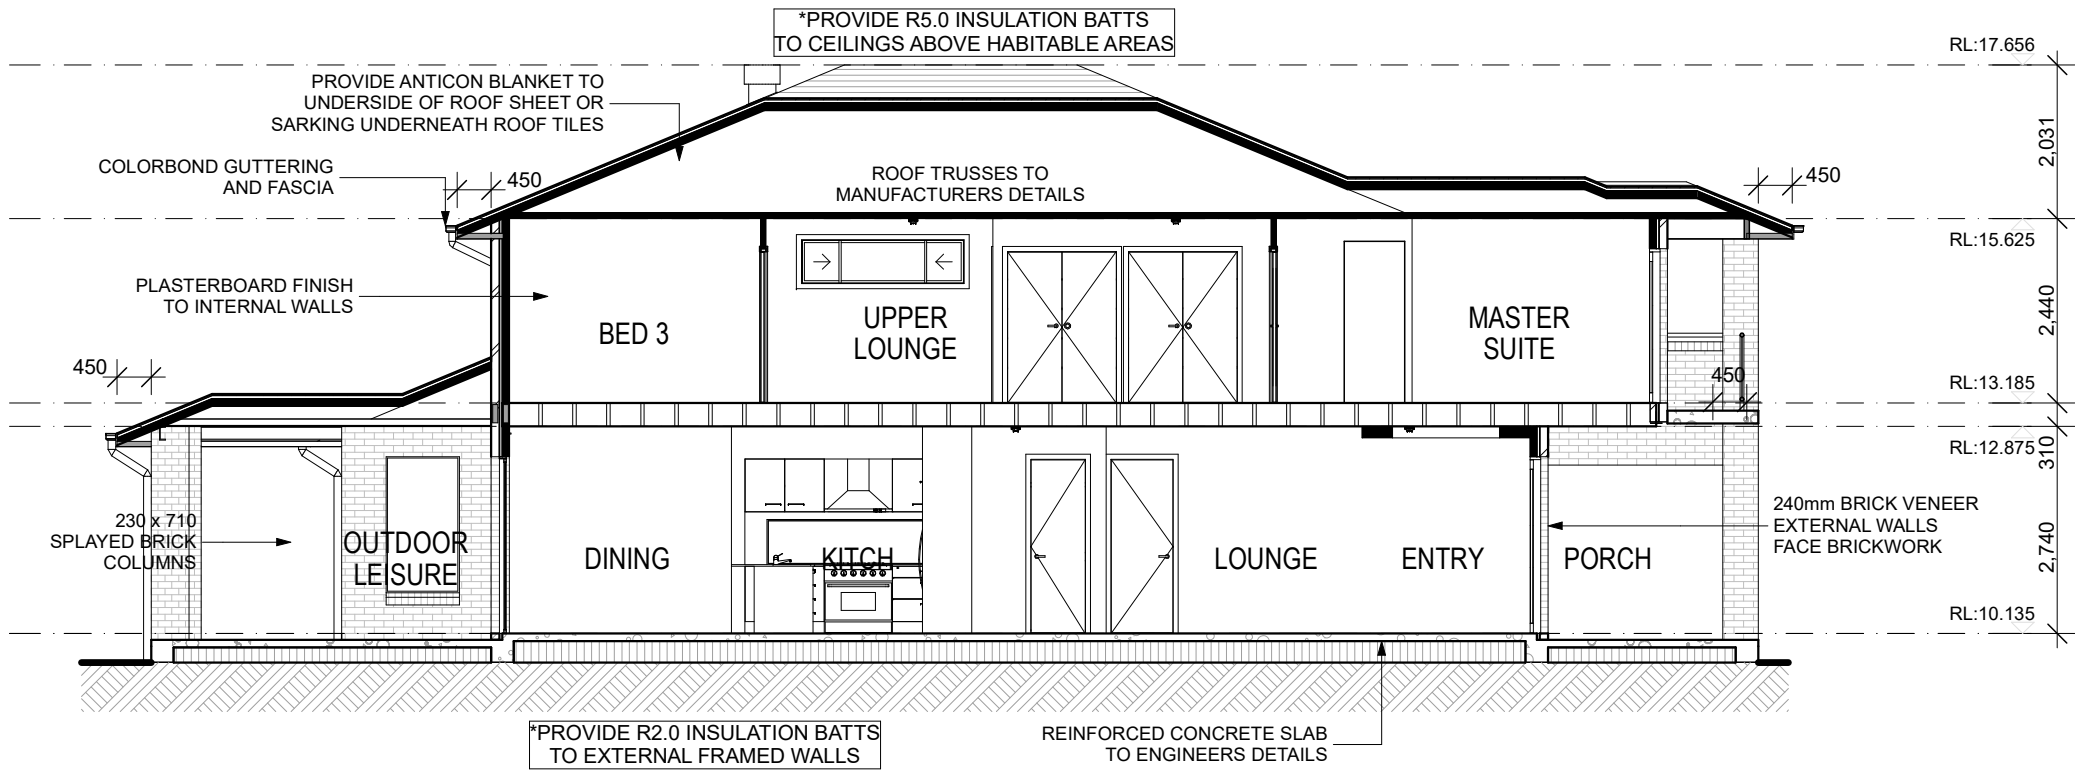 *PROVIDE R5.0 INSULATION BATTS
TO CEILINGS ABOVE HABITABLE AREAS
RL:17.656
PROVIDE ANTICON BLANKET TO
UNDERSIDE OF ROOF SHEET OR
SARKING UNDERNEATH ROOF TILES
2,031
COLORBOND GUTTERING
AND FASCIA
450
ROOF TRUSSES TO
MANUFACTURERS DETAILS
450
RL:15.625
PLASTERBOARD FINISH
TO INTERNAL WALLS
BED 3
UPPER
LOUNGE
MASTER
SUITE
2,440
450
450
RL:13.185
RL:12.875
310
230 x 710
SPLAYED BRICK
COLUMNS
OUTDOOR
LEISURE
DINING
KITCH
LOUNGE
ENTRY
PORCH
240mm BRICK VENEER
EXTERNAL WALLS
FACE BRICKWORK
2,740
RL:10.135
*PROVIDE R2.0 INSULATION BATTS
TO EXTERNAL FRAMED WALLS
REINFORCED CONCRETE SLAB
TO ENGINEERS DETAILS